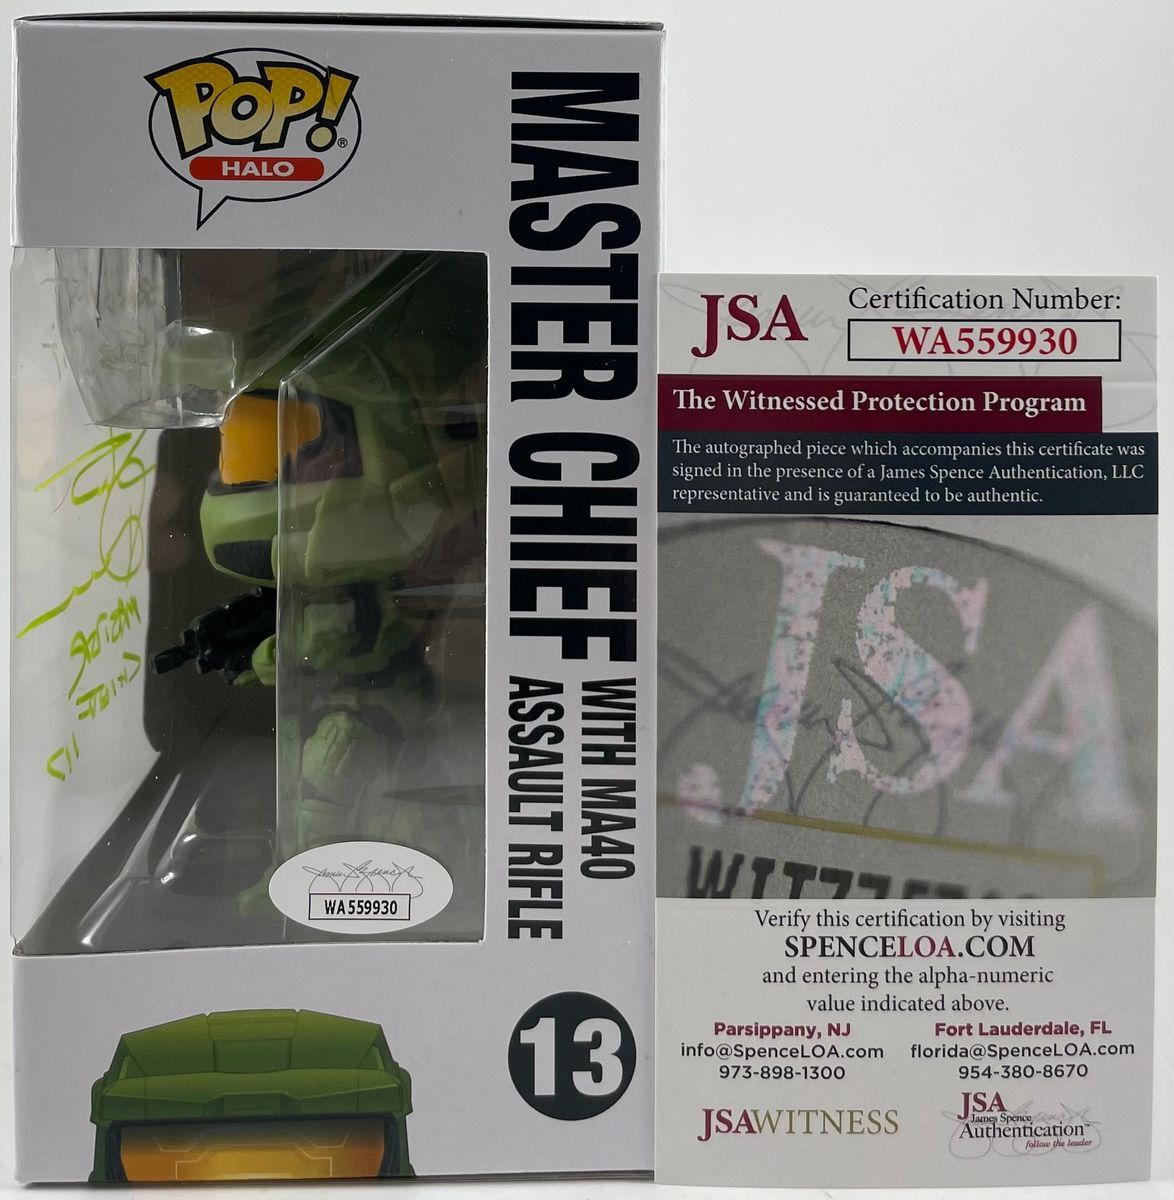 POP!®
HALO
MASTER CHIEF
WITH MA40
ASSAULT RIFLE
MASTER
CHIEF
117
WA559930
13
JSA
Certification Number:
WA559930
The Witnessed Protection Program
The autographed piece which accompanies this certificate was
signed in the presence of a James Spence Authentication, LLC
representative and is guaranteed to be authentic.
JSA
Verify this certification by visiting
SPENCELOA.COM
and entering the alpha-numeric
value indicated above.
Parsippany, NJ
info@SpenceLOA.com
973-898-1300
Fort Lauderdale, FL
florida@SpenceLOA.com
954-380-8670
JSAWITNESS
JSA
James Spence
Authentication™
follow the leader